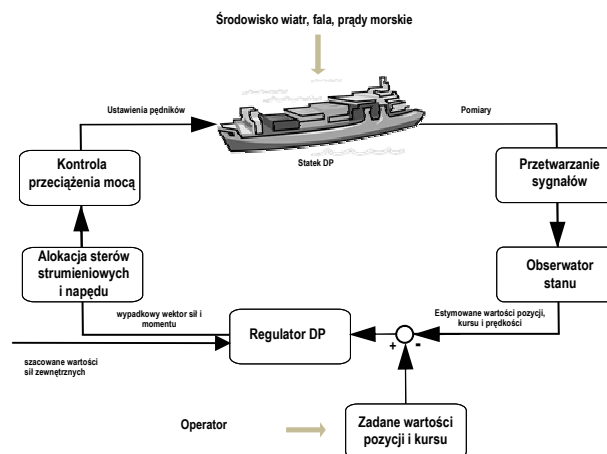 Środowisko wiatr, fala, prądy morskie
Ustawienia pędników
Pomiary
Statek DP
Kontrola
przeciążenia mocą
Przetwarzanie
sygnałów
Alokacja sterów
strumieniowych
i napędu
Obserwator
stanu
wypadkowy wektor sił i
momentu
Regulator DP
Estymowane wartości pozycji,
kursu i prędkości
+
-
szacowane wartości
sił zewnętrznych
Operator
Zadane wartości
pozycji i kursu